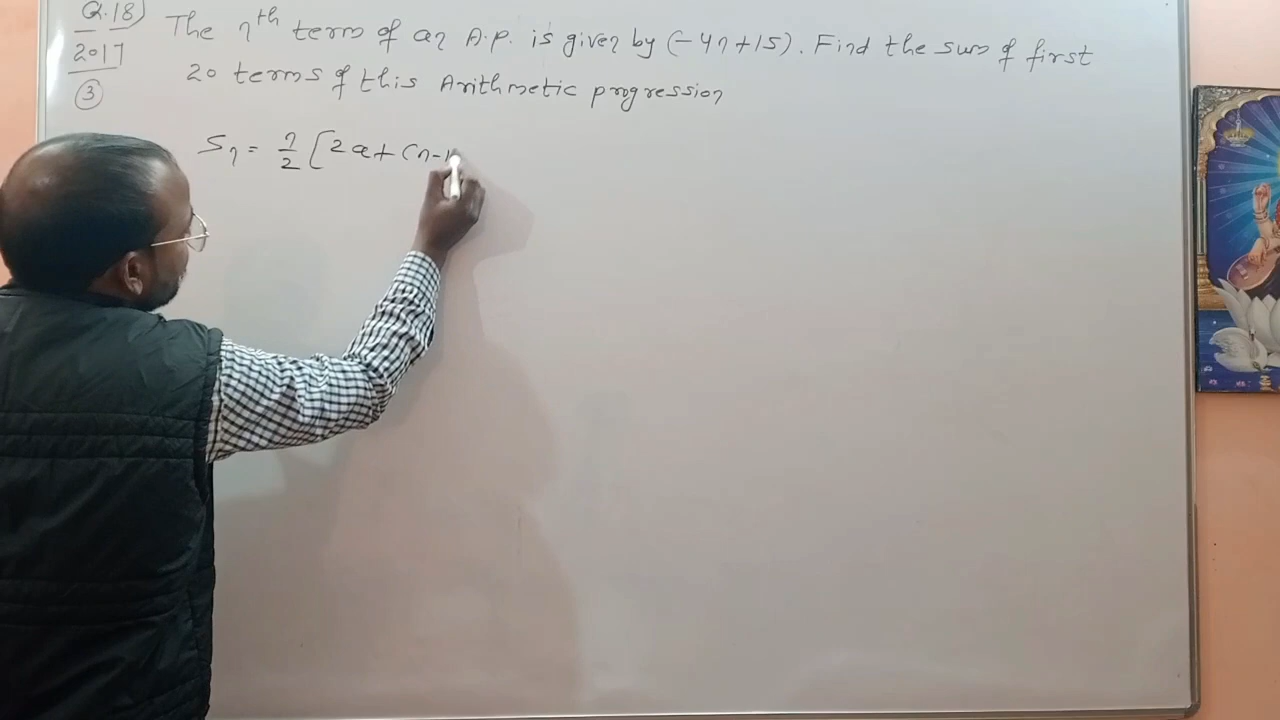 Q.18) The nth term of an A.P. is given by (-4n+15). Find the sum of first
2017 20 terms of this Arithmetic progression
3
Sn = n/2 [2a+(n-1